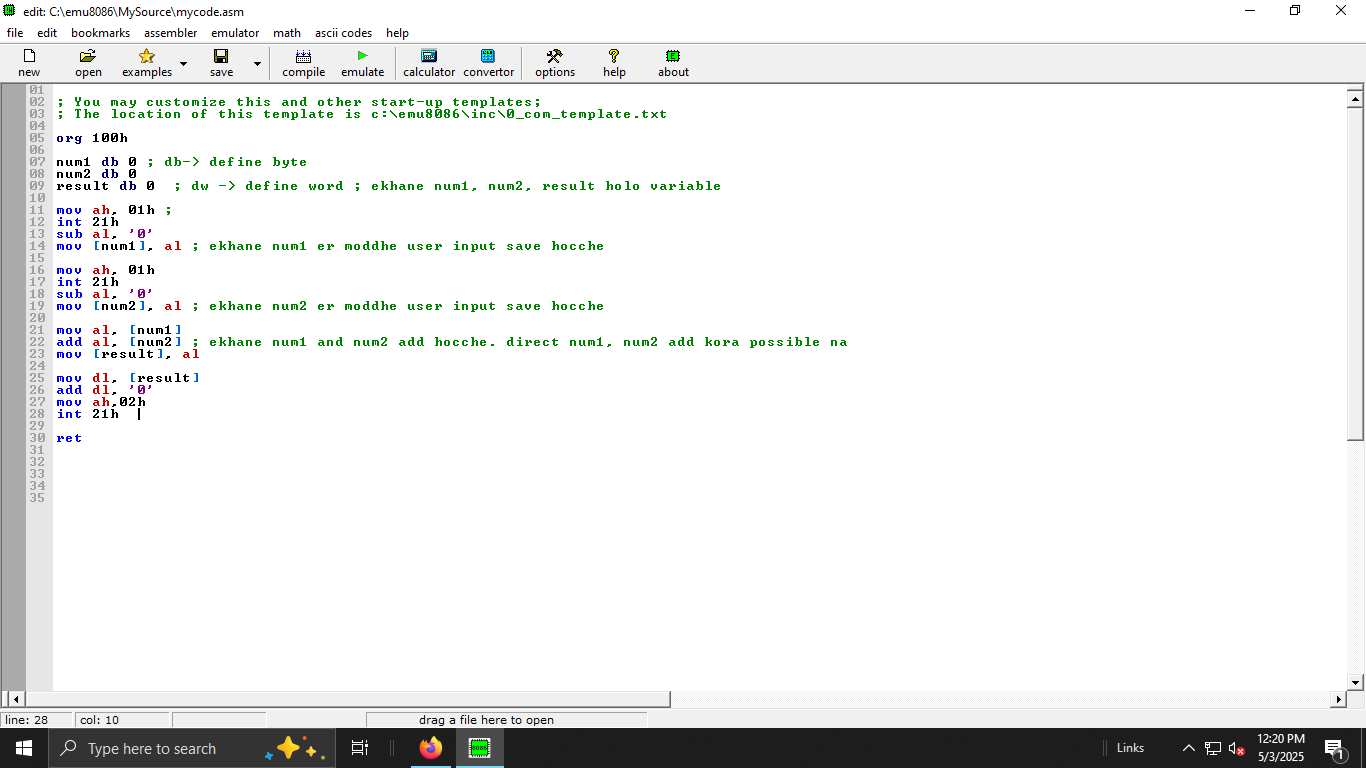 edit: C:\emu8086\MySource\mycode.asm
file edit bookmarks assembler emulator math ascii codes help
new open examples save compile emulate calculator convertor options help about
01
02 ; You may customize this and other start-up templates;
03 ; The location of this template is c:\emu8086\inc\0_com_template.txt
04
05 org 100h
06
07 num1 db 0 ; db-> define byte
08 num2 db 0
09 result db 0 ; dw -> define word ; ekhane num1, num2, result holo variable
10
11 mov ah, 01h ;
12 int 21h
13 sub al, '0'
14 mov [num1], al ; ekhane num1 er moddhe user input save hocche
15
16 mov ah, 01h
17 int 21h
18 sub al, '0'
19 mov [num2], al ; ekhane num2 er moddhe user input save hocche
20
21 mov al, [num1]
22 add al, [num2] ; ekhane num1 and num2 add hocche. direct num1, num2 add kora possible na
23 mov [result], al
24
25 mov dl, [result]
26 add dl, '0'
27 mov ah,02h
28 int 21h
29
30 ret
31
32
33
34
35
line: 28 col: 10 drag a file here to open
Type here to search
8086
Links
12:20 PM
5/3/2025
1